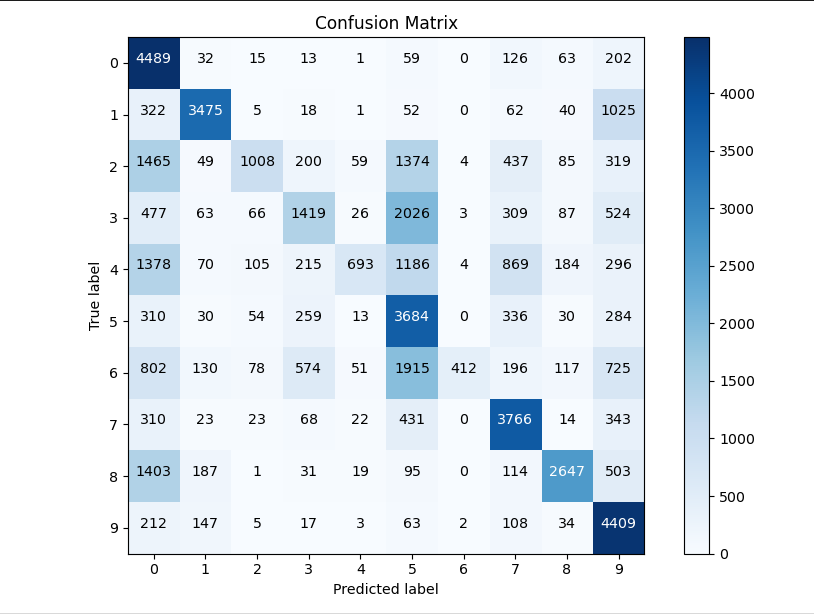 Confusion Matrix
0 4489 32 15 13 1 59 0 126 63 202
1 322 3475 5 18 1 52 0 62 40 1025
2 1465 49 1008 200 59 1374 4 437 85 319
3 477 63 66 1419 26 2026 3 309 87 524
4 1378 70 105 215 693 1186 4 869 184 296
5 310 30 54 259 13 3684 0 336 30 284
6 802 130 78 574 51 1915 412 196 117 725
7 310 23 23 68 22 431 0 3766 14 343
8 1403 187 1 31 19 95 0 114 2647 503
9 212 147 5 17 3 63 2 108 34 4409
0 1 2 3 4 5 6 7 8 9
Predicted label
True label
4000
3500
3000
2500
2000
1500
1000
500
0